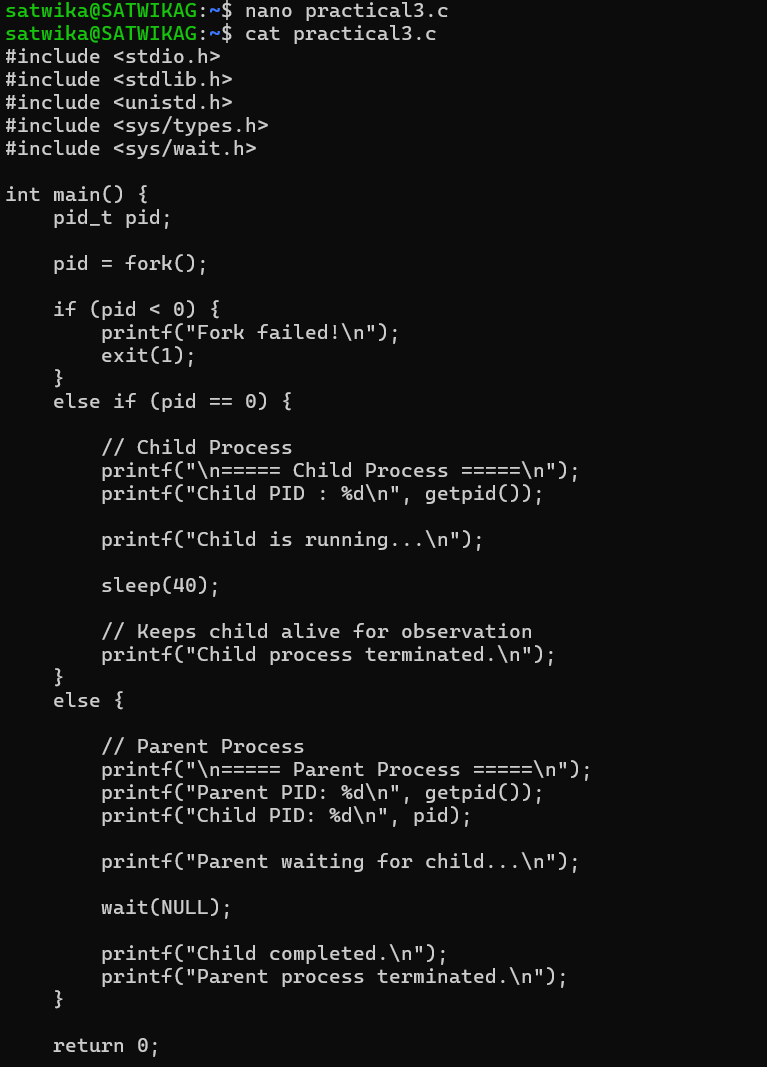 satwika@SATWIKAG:~$ nano practical3.c
satwika@SATWIKAG:~$ cat practical3.c
#include <stdio.h>
#include <stdlib.h>
#include <unistd.h>
#include <sys/types.h>
#include <sys/wait.h>

int main() {
    pid_t pid;

    pid = fork();

    if (pid < 0) {
        printf("Fork failed!\n");
        exit(1);
    }
    else if (pid == 0) {

        // Child Process
        printf("\n===== Child Process =====\n");
        printf("Child PID : %d\n", getpid());

        printf("Child is running...\n");

        sleep(40);

        // Keeps child alive for observation
        printf("Child process terminated.\n");
    }
    else {

        // Parent Process
        printf("\n===== Parent Process =====\n");
        printf("Parent PID: %d\n", getpid());
        printf("Child PID: %d\n", pid);

        printf("Parent waiting for child...\n");

        wait(NULL);

        printf("Child completed.\n");
        printf("Parent process terminated.\n");
    }

    return 0;